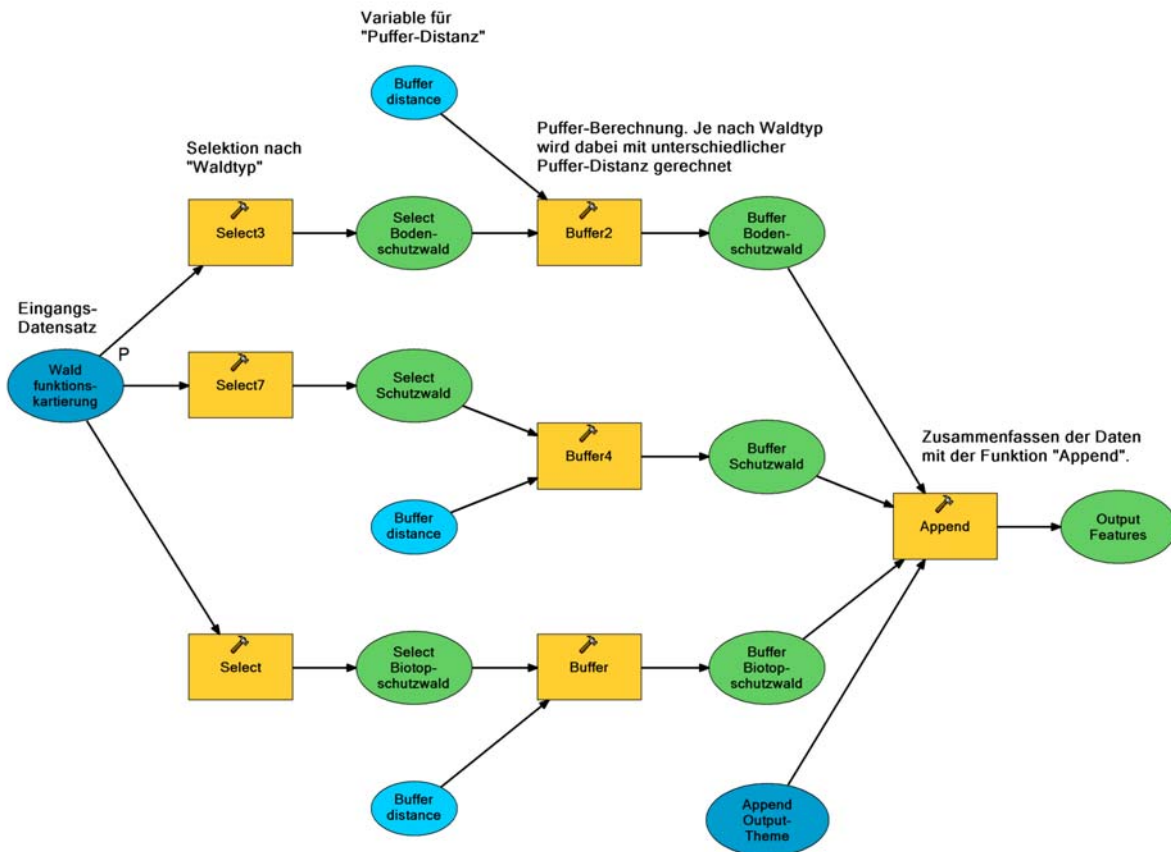 Variable für
"Puffer-Distanz"
Buffer
distance
Puffer-Berechnung. Je nach Waldtyp
wird dabei mit unterschiedlicher
Puffer-Distanz gerechnet
Selektion nach
"Waldtyp"
Select3
Select
Boden-
schutzwald
Buffer2
Buffer
Boden-
schutzwald
Eingangs-
Datensatz
P
Wald
funktions-
kartierung
Select7
Select
Schutzwald
Buffer4
Buffer
Schutzwald
Buffer
distance
Zusammenfassen der Daten
mit der Funktion "Append".
Append
Output
Features
Select
Select
Biotop-
schutzwald
Buffer
Buffer
Biotop-
schutzwald
Buffer
distance
Append
Output-
Theme